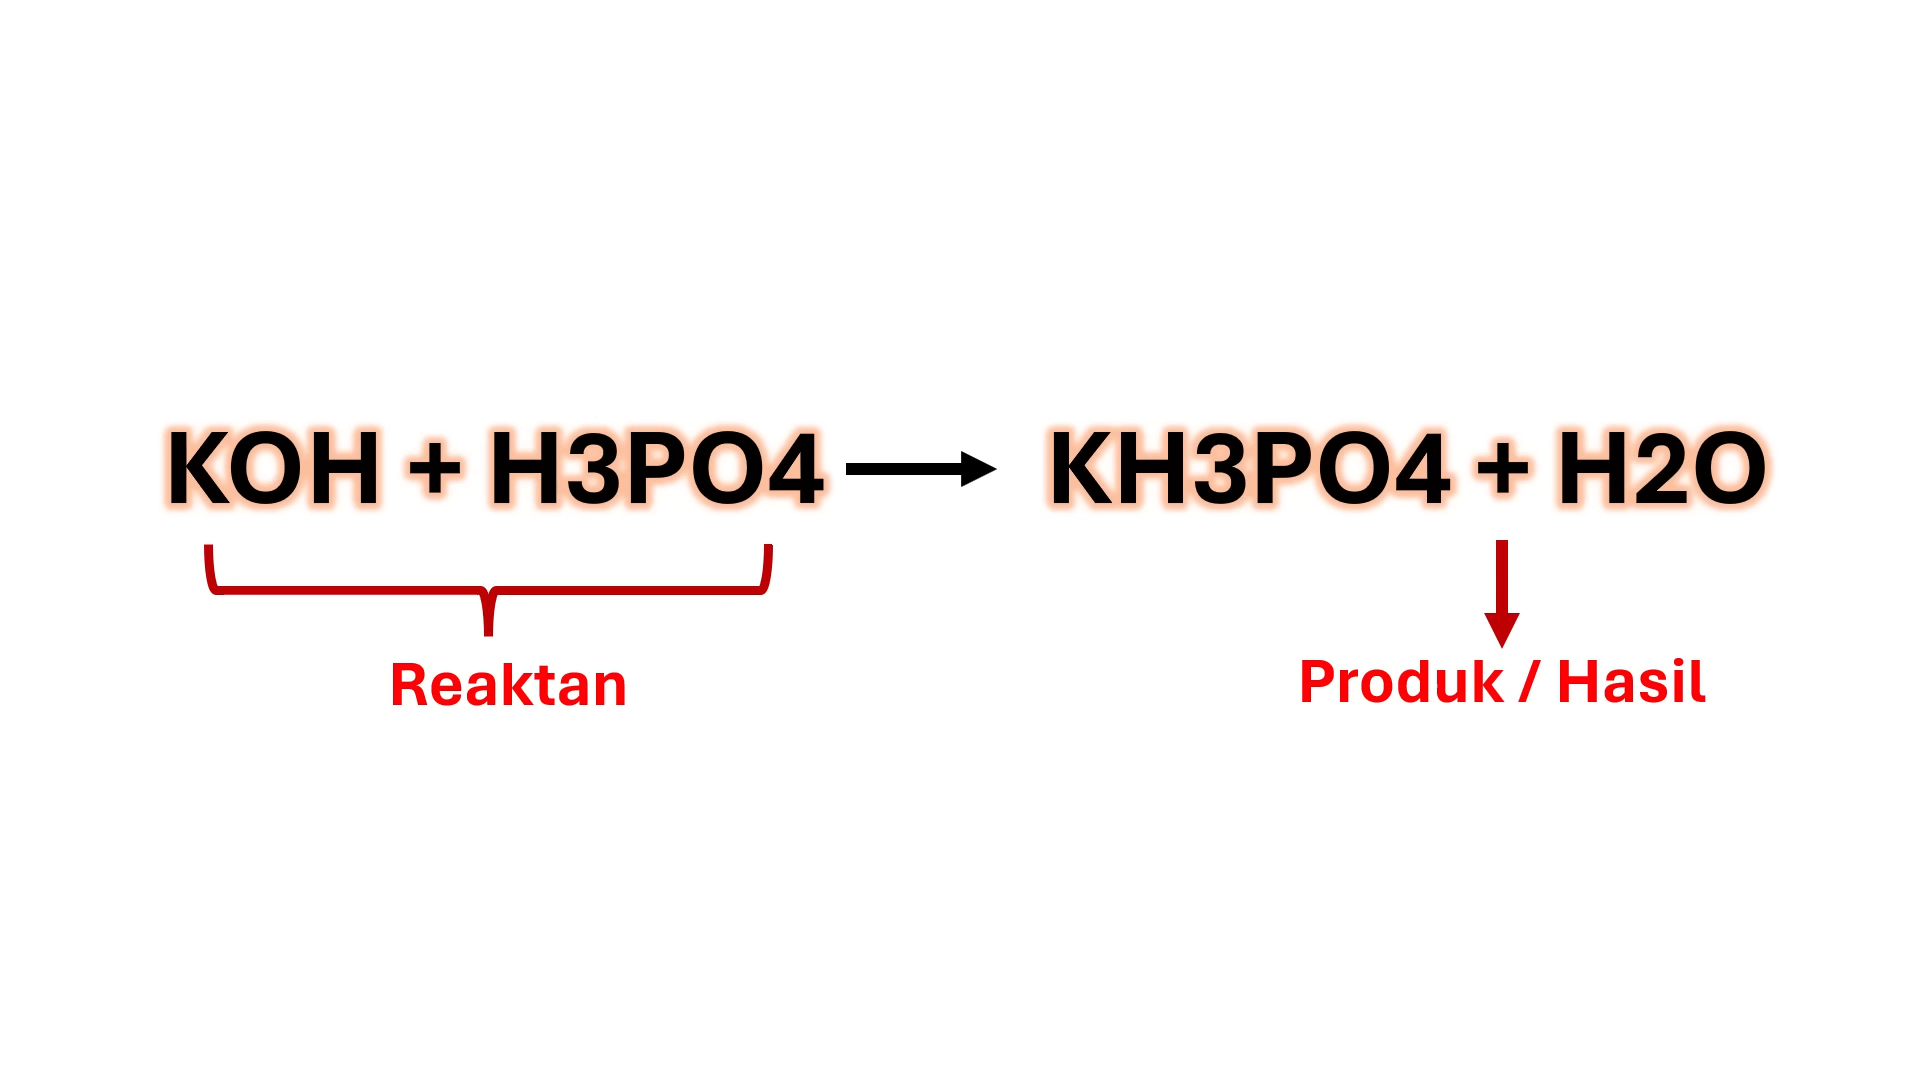 KOH + H3PO4 → KH3PO4 + H2O
Reaktan
Produk / Hasil